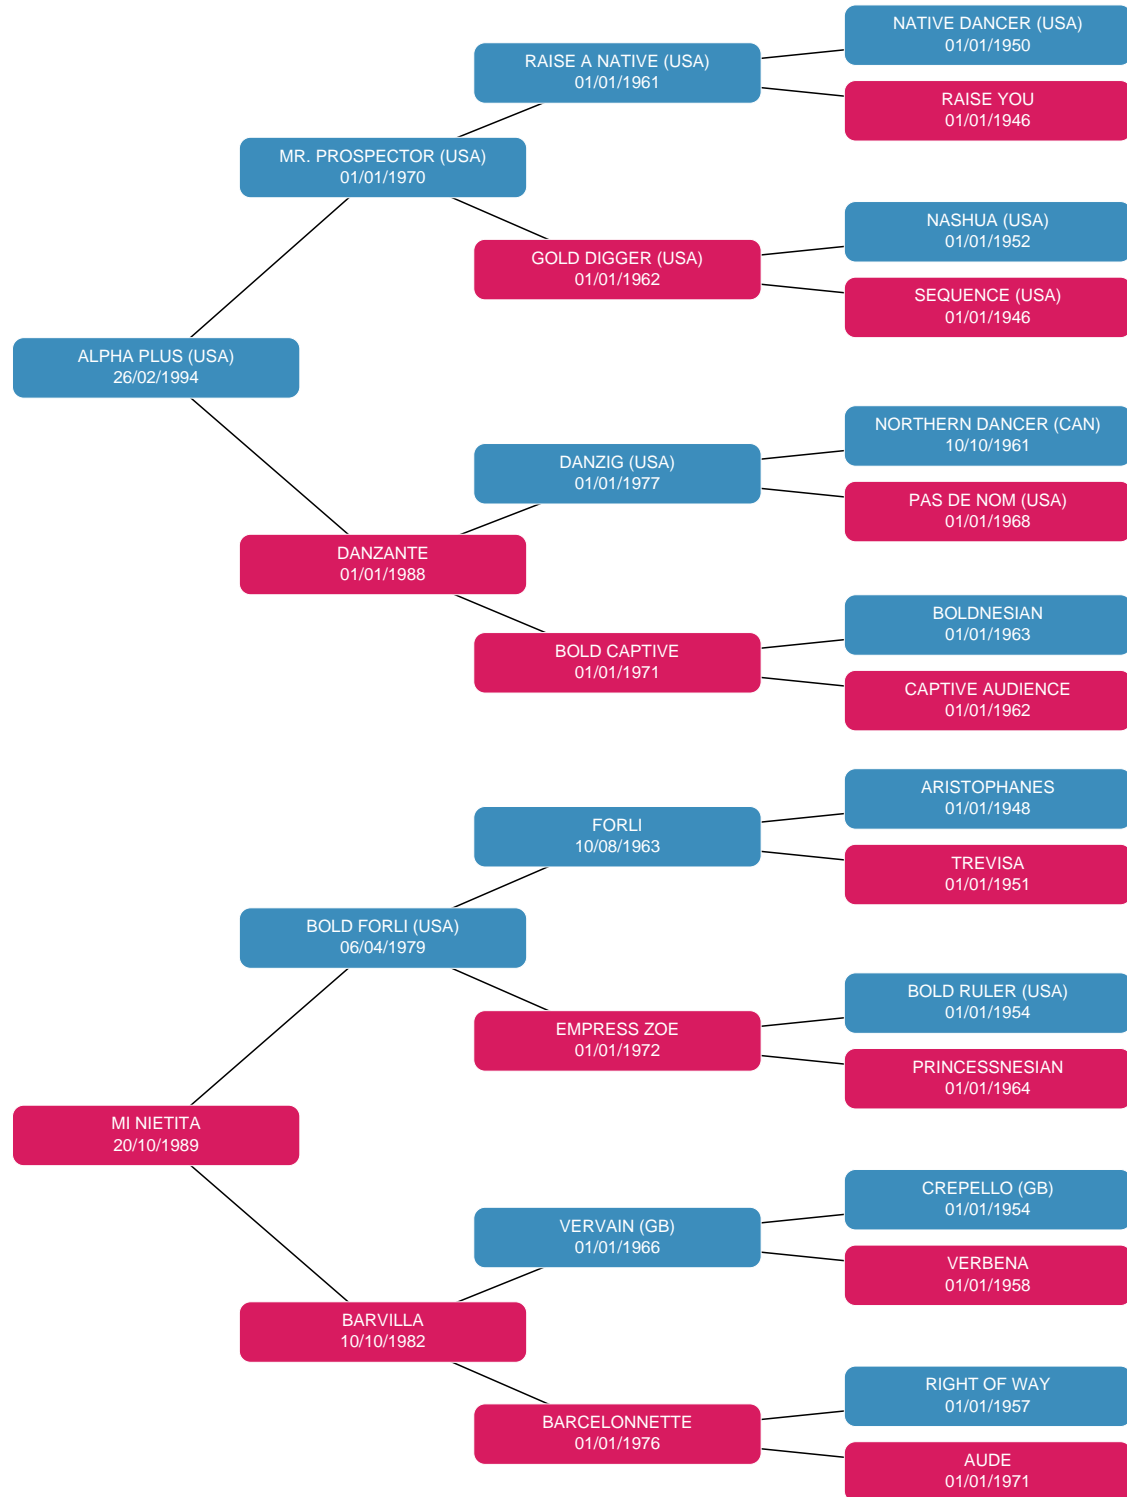 NATIVE DANCER (USA)
01/01/1950
RAISE A NATIVE (USA)
01/01/1961
RAISE YOU
01/01/1946
MR. PROSPECTOR (USA)
01/01/1970
NASHUA (USA)
01/01/1952
GOLD DIGGER (USA)
01/01/1962
SEQUENCE (USA)
01/01/1946
ALPHA PLUS (USA)
26/02/1994
NORTHERN DANCER (CAN)
10/10/1961
DANZIG (USA)
01/01/1977
PAS DE NOM (USA)
01/01/1968
DANZANTE
01/01/1988
BOLDNESIAN
01/01/1963
BOLD CAPTIVE
01/01/1971
CAPTIVE AUDIENCE
01/01/1962
ARISTOPHANES
01/01/1948
FORLI
10/08/1963
TREVISA
01/01/1951
BOLD FORLI (USA)
06/04/1979
BOLD RULER (USA)
01/01/1954
EMPRESS ZOE
01/01/1972
PRINCESSNESIAN
01/01/1964
MI NIETITA
20/10/1989
CREPELLO (GB)
01/01/1954
VERVAIN (GB)
01/01/1966
VERBENA
01/01/1958
BARVILLA
10/10/1982
RIGHT OF WAY
01/01/1957
BARCELONNETTE
01/01/1976
AUDE
01/01/1971